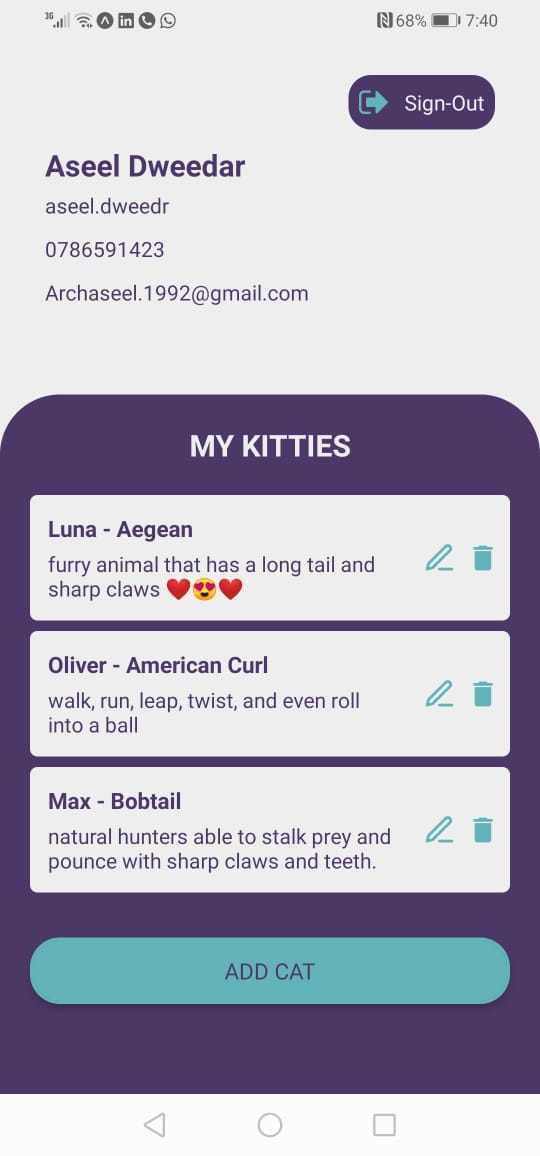 3G 68% 7:40
Sign-Out
Aseel Dweedar
aseel.dweedr
0786591423
Archaseel.1992@gmail.com
MY KITTIES
Luna - Aegean
furry animal that has a long tail and
sharp claws ❤️😍❤️
Oliver - American Curl
walk, run, leap, twist, and even roll
into a ball
Max - Bobtail
natural hunters able to stalk prey and
pounce with sharp claws and teeth.
ADD CAT